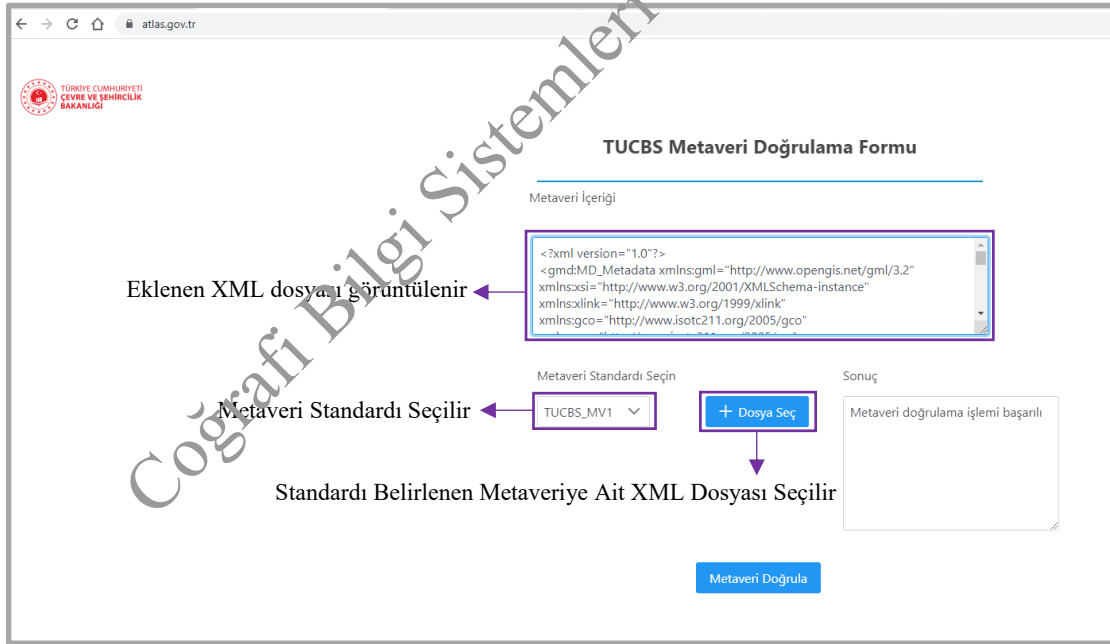 atlas.gov.tr
TÜRKİYE CUMHURİYETİ
ÇEVRE VE ŞEHİRCİLİK
BAKANLIĞI
TUCBS Metaveri Doğrulama Formu
Metaveri İçeriği
<?xml version="1.0"?>
<gmd:MD_Metadata xmlns:gml="http://www.opengis.net/gml/3.2"
xmlns:xsi="http://www.w3.org/2001/XMLSchema-instance"
xmlns:xlink="http://www.w3.org/1999/xlink"
xmlns:gco="http://www.isotc211.org/2005/gco"
Eklenen XML dosyası görüntülenir
Metaveri Standardı Seçin
Sonuç
Metaveri Standardı Seçilir
TUCBS_MV1
+ Dosya Seç
Metaveri doğrulama işlemi başarılı
Standardı Belirlenen Metaveriye Ait XML Dosyası Seçilir
Metaveri Doğrula
Coğrafi Bilgi Sistemleri